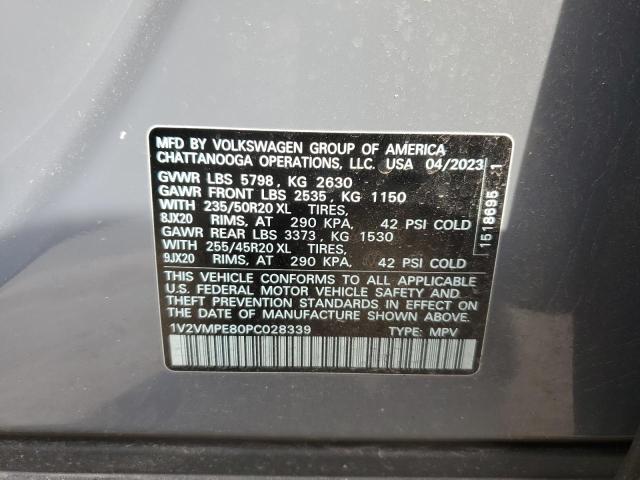 MFD BY VOLKSWAGEN GROUP OF AMERICA
CHATTANOOGA OPERATIONS, LLC. USA 04/2023
GVWR LBS 5798, KG 2630
GAWR FRONT LBS 2535, KG 1150
WITH 235/50R20 XL TIRES,
8JX20 RIMS, AT 290 KPA, 42 PSI COLD
GAWR REAR LBS 3373, KG 1530
WITH 255/45R20 XL TIRES,
9JX20 RIMS, AT 290 KPA, 42 PSI COLD
THIS VEHICLE CONFORMS TO ALL APPLICABLE
U.S. FEDERAL MOTOR VEHICLE SAFETY AND
THEFT PREVENTION STANDARDS IN EFFECT ON
THE DATE OF MANUFACTURE SHOWN ABOVE.
1V2VMPE80PC028339 TYPE: MPV
1518695 1